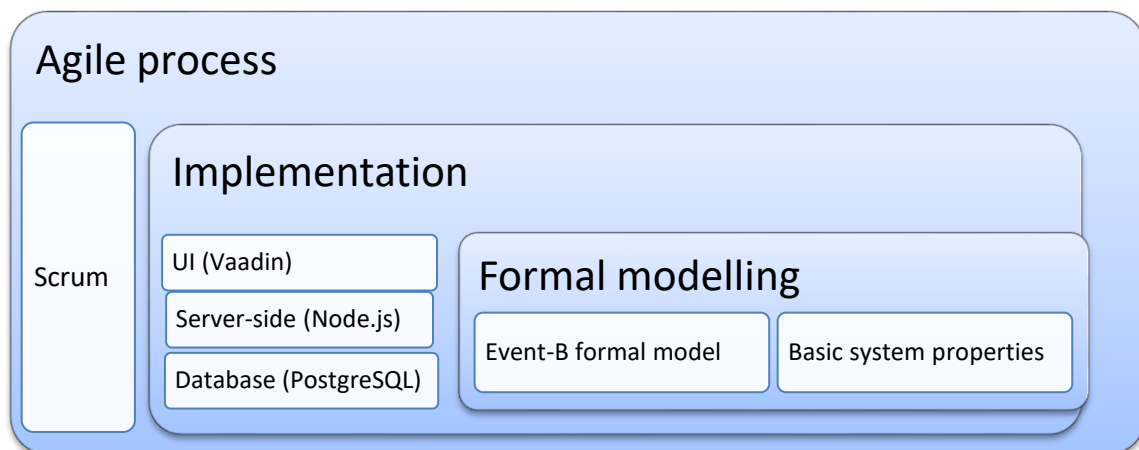 Agile process
Scrum
Implementation
UI (Vaadin)
Server-side (Node.js)
Database (PostgreSQL)
Formal modelling
Event-B formal model
Basic system properties